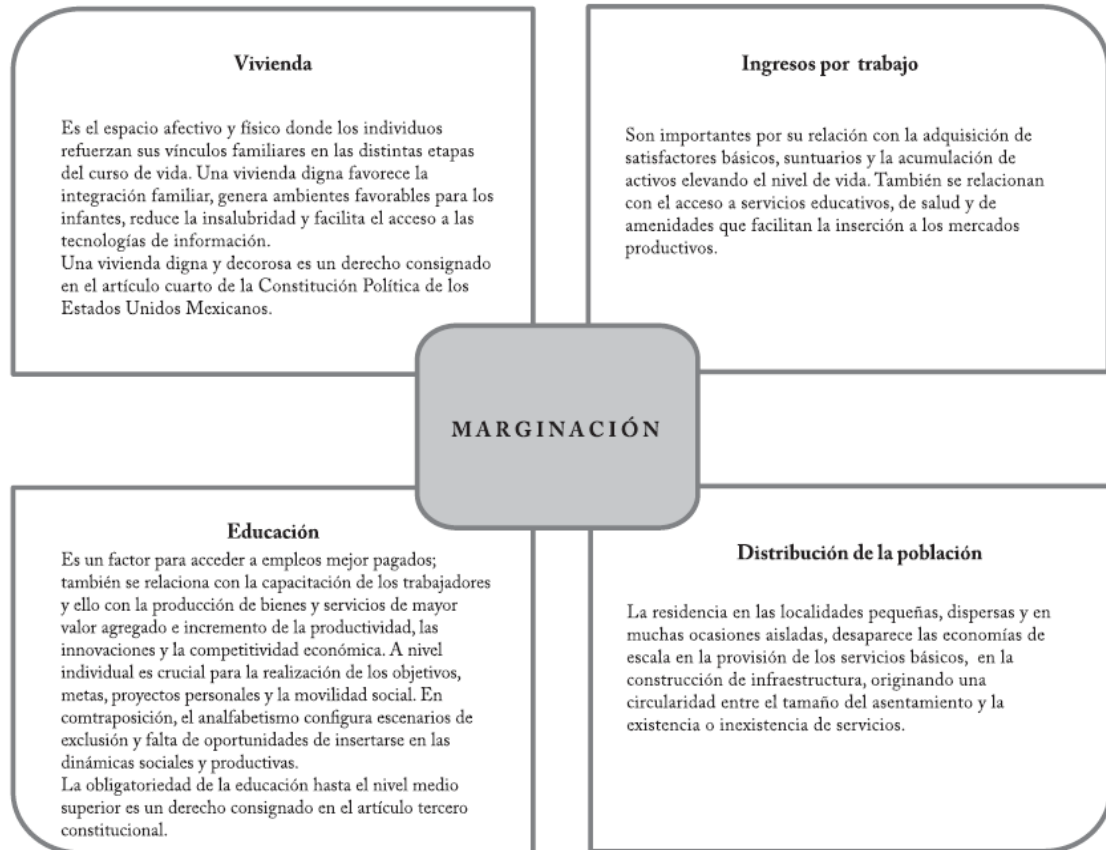 Vivienda
Es el espacio afectivo y físico donde los individuos
refuerzan sus vínculos familiares en las distintas etapas
del curso de vida. Una vivienda digna favorece la
integración familiar, genera ambientes favorables para los
infantes, reduce la insalubridad y facilita el acceso a las
tecnologías de información.
Una vivienda digna y decorosa es un derecho consignado
en el artículo cuarto de la Constitución Política de los
Estados Unidos Mexicanos.
Ingresos por trabajo
Son importantes por su relación con la adquisición de
satisfactores básicos, suntuarios y la acumulación de
activos elevando el nivel de vida. También se relacionan
con el acceso a servicios educativos, de salud y de
amenidades que facilitan la inserción a los mercados
productivos.
MARGINACIÓN
Educación
Es un factor para acceder a empleos mejor pagados;
también se relaciona con la capacitación de los trabajadores
y ello con la producción de bienes y servicios de mayor
valor agregado e incremento de la productividad, las
innovaciones y la competitividad económica. A nivel
individual es crucial para la realización de los objetivos,
metas, proyectos personales y la movilidad social. En
comtraposición, el analfabetismo configura escenarios de
exclusión y falta de oportunidades de insertarse en las
dinámicas sociales y productivas.
La obligatoriedad de la educación hasta el nivel medio
superior es un derecho consignado en el artículo tercero
constitucional.
Distribución de la población
La residencia en las localidades pequeñas, dispersas y en
muchas ocasiones aisladas, desaparece las economías de
escala en la provisión de los servicios básicos, en la
construcción de infraestructura, originando una
circularidad entre el tamaño del asentamiento y la
existencia o inexistencia de servicios.